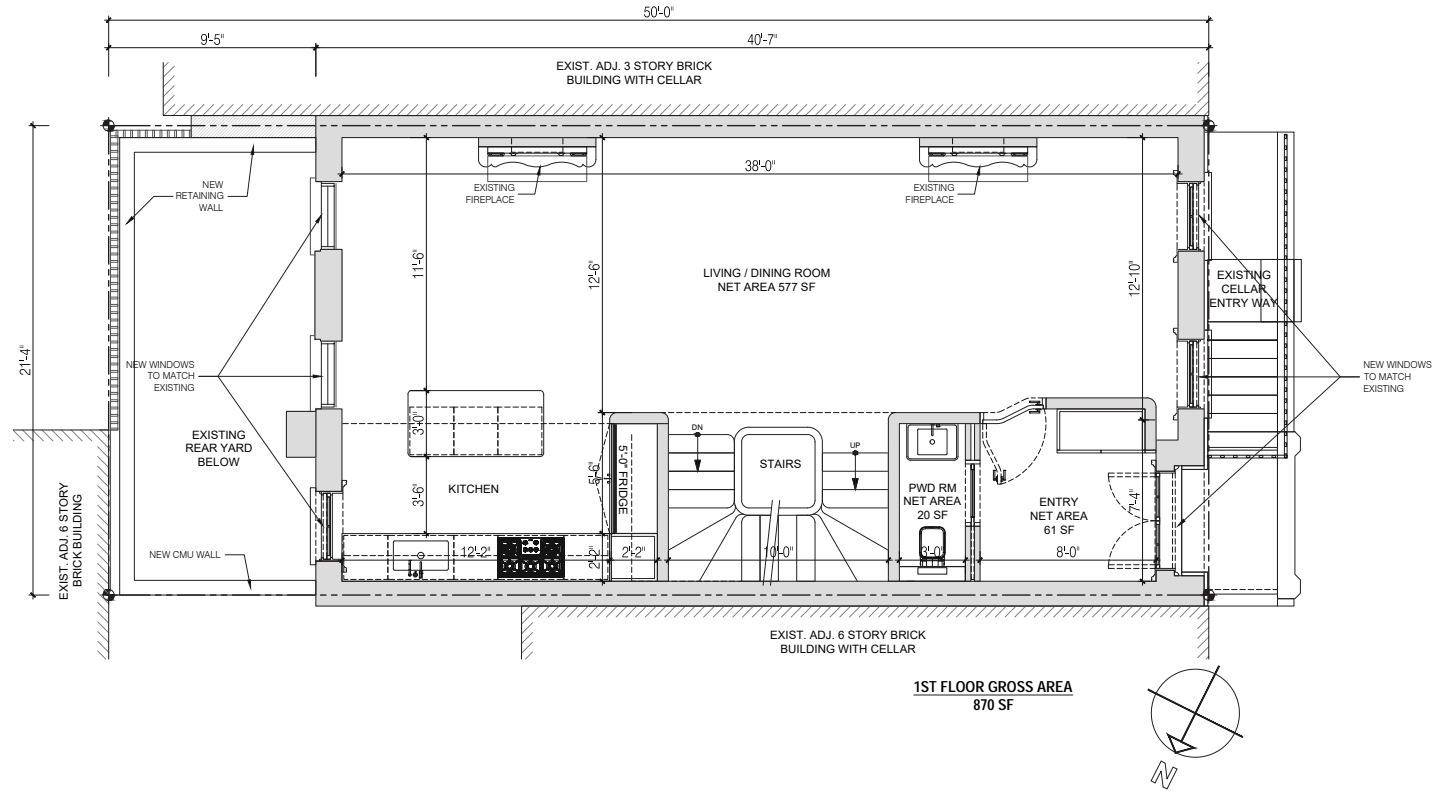 50'-0"
9'-5"
40'-7"
EXIST. ADJ. 3 STORY BRICK
BUILDING WITH CELLAR
38'-0"
NEW
RETAINING
WALL
EXISTING
FIREPLACE
EXISTING
FIREPLACE
11'-6"
12'-6"
12'-10"
LIVING / DINING ROOM
NET AREA 577 SF
EXISTING
CELLAR
ENTRY WAY
21'-4"
NEW WINDOWS
TO MATCH
EXISTING
NEW WINDOWS
TO MATCH
EXISTING
EXISTING
REAR YARD
BELOW
3'-0"
3'-6"
KITCHEN
5'-6"
5'-0" FRIDGE
DN
STAIRS
UP
PWD RM
NET AREA
20 SF
ENTRY
NET AREA
61 SF
7'-4"
EXIST. ADJ. 6 STORY
BRICK BUILDING
NEW CMU WALL
12'-2"
2'-2"
2'-2"
10'-0"
3'-0"
8'-0"
EXIST. ADJ. 6 STORY BRICK
BUILDING WITH CELLAR
1ST FLOOR GROSS AREA
870 SF
N